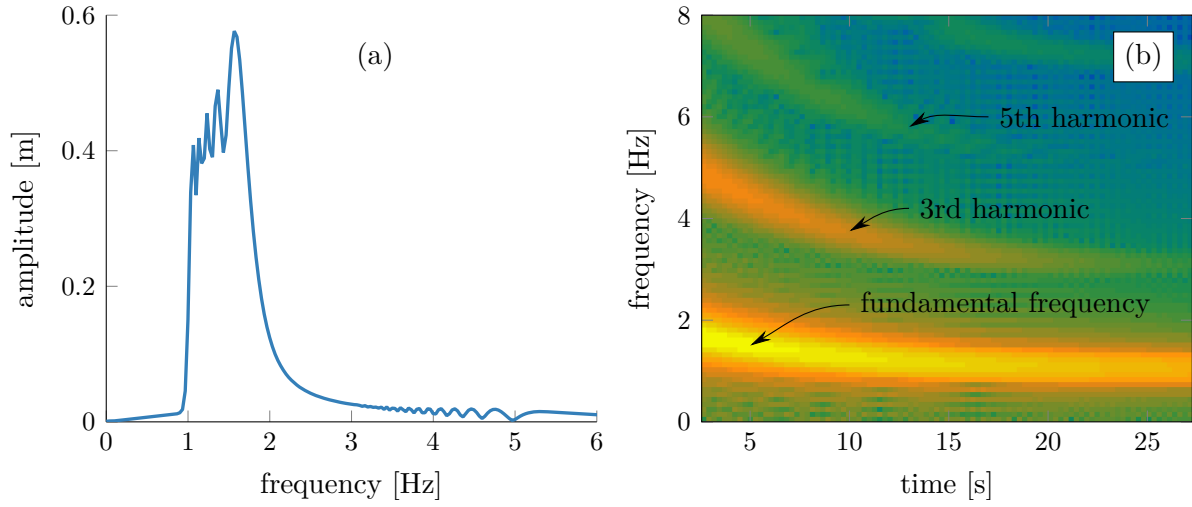 (a)
amplitude [m]
0.6
0.4
0.2
0
0
1
2
3
4
5
6
frequency [Hz]
(b)
frequency [Hz]
8
6
4
2
0
5th harmonic
3rd harmonic
fundamental frequency
5
10
15
20
25
time [s]